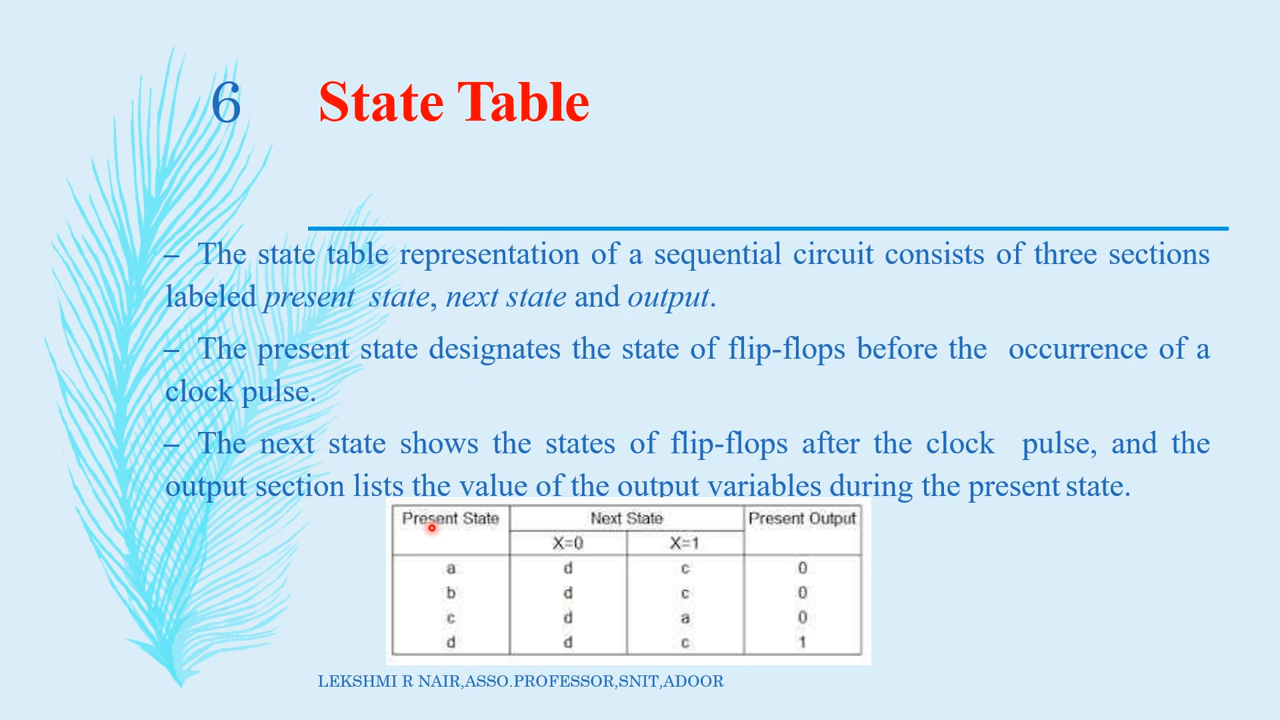 6 State Table
– The state table representation of a sequential circuit consists of three sections
labeled present state, next state and output.
– The present state designates the state of flip-flops before the occurrence of a
clock pulse.
– The next state shows the states of flip-flops after the clock pulse, and the
output section lists the value of the output variables during the present state.
Present State Next State Present Output
X=0 X=1
a d c 0
b d c 0
c d a 0
d d c 1
LEKSHMI R NAIR,ASSO.PROFESSOR,SNIT,ADOOR